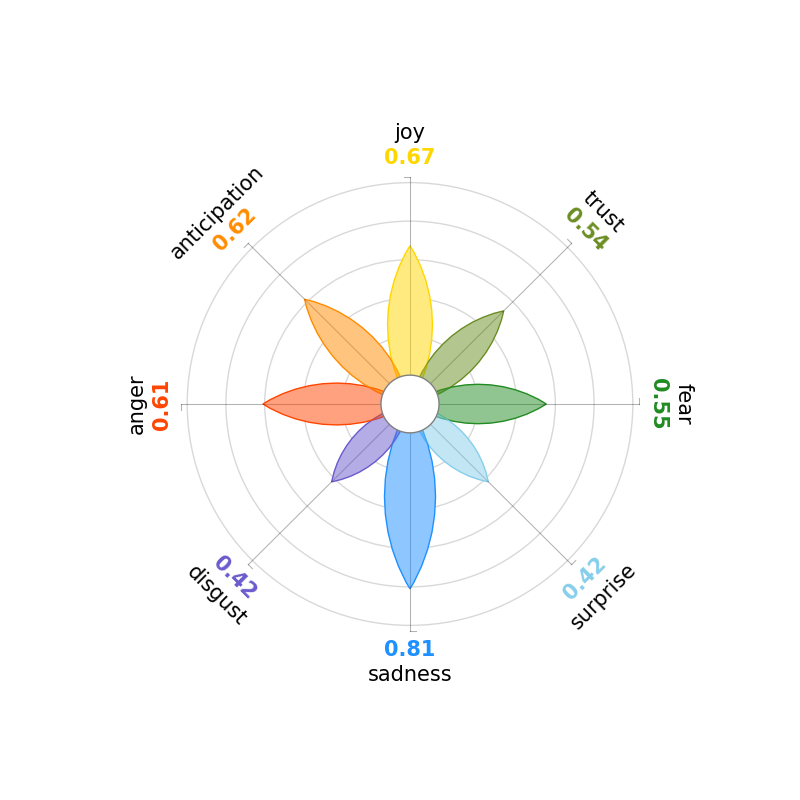 joy
0.67
trust
0.54
fear
0.55
surprise
0.42
0.81
sadness
0.42
disgust
anger
0.61
anticipation
0.62